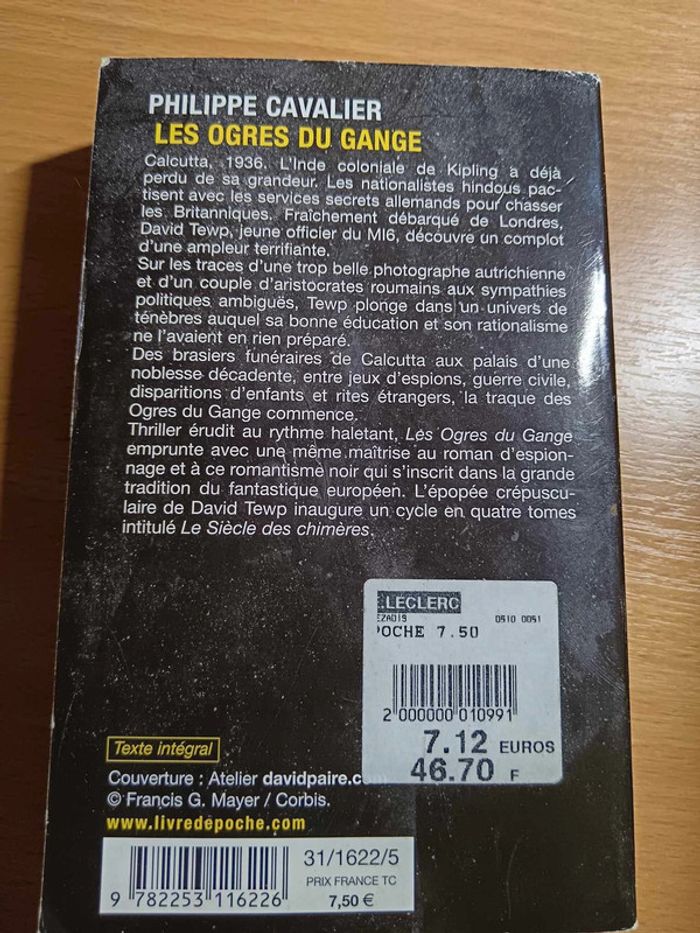 PHILIPPE CAVALIER
LES OGRES DU GANGE
Calcutta, 1936. L'Inde coloniale de Kipling a déjà
perdu de sa grandeur. Les nationalistes hindous pac-
tisent avec les services secrets allemands pour chasser
les Britanniques. Fraîchement débarqué de Londres,
David Tewp, jeune officier du MI6, découvre un complot
d'une ampleur terrifiante.
Sur les traces d'une trop belle photographe autrichienne
et d'un couple d'aristocrates roumains aux sympathies
politiques ambiguës, Tewp plonge dans un univers de
ténèbres auquel sa bonne éducation et son rationalisme
ne l'avaient en rien préparé.
Des brasiers funéraires de Calcutta aux palais d'une
noblesse décadente, entre jeux d'espions, guerre civile,
disparitions d'enfants et rites étrangers, la traque des
Ogres du Gange commence.
Thriller érudit au rythme haletant, Les Ogres du Gange
emprunte avec une même maîtrise au roman d'espion-
nage et à ce romantisme noir qui s'inscrit dans la grande
tradition du fantastique européen. L'épopée crépuscu-
laire de David Tewp inaugure un cycle en quatre tomes
intitulé Le Siècle des chimères.
.LECLERC
EZAD19 0510 0051
POCHE 7.50
2 000000 010991
7.12 EUROS
46.70 F
Texte intégral
Couverture : Atelier davidpaire.c
© Francis G. Mayer / Corbis.
www.livredepoche.com
31/1622/5
PRIX FRANCE TC
7,50 €
9 782253 116226